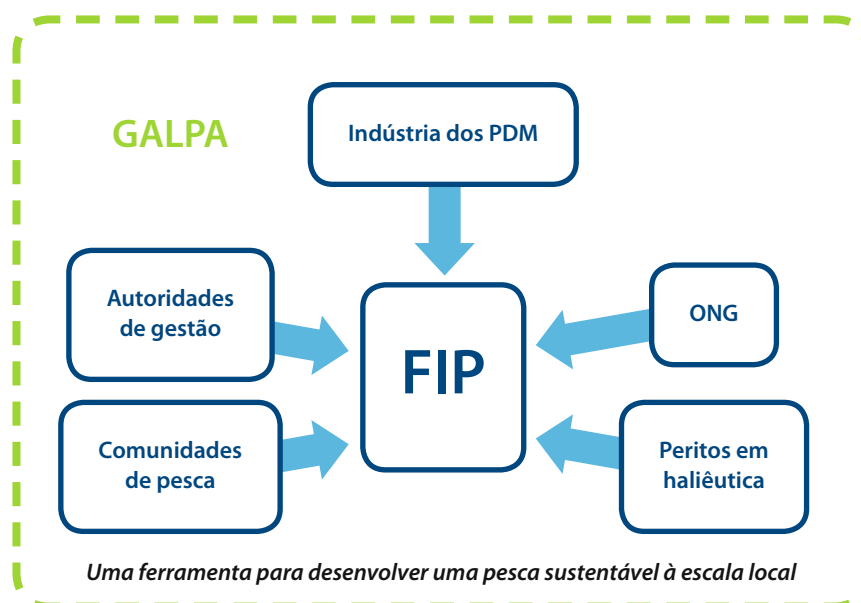 GALPA
Indústria dos PDM
Autoridades
de gestão
ONG
FIP
Comunidades
de pesca
Peritos em
haliêutica
Uma ferramenta para desenvolver uma pesca sustentável à escala local